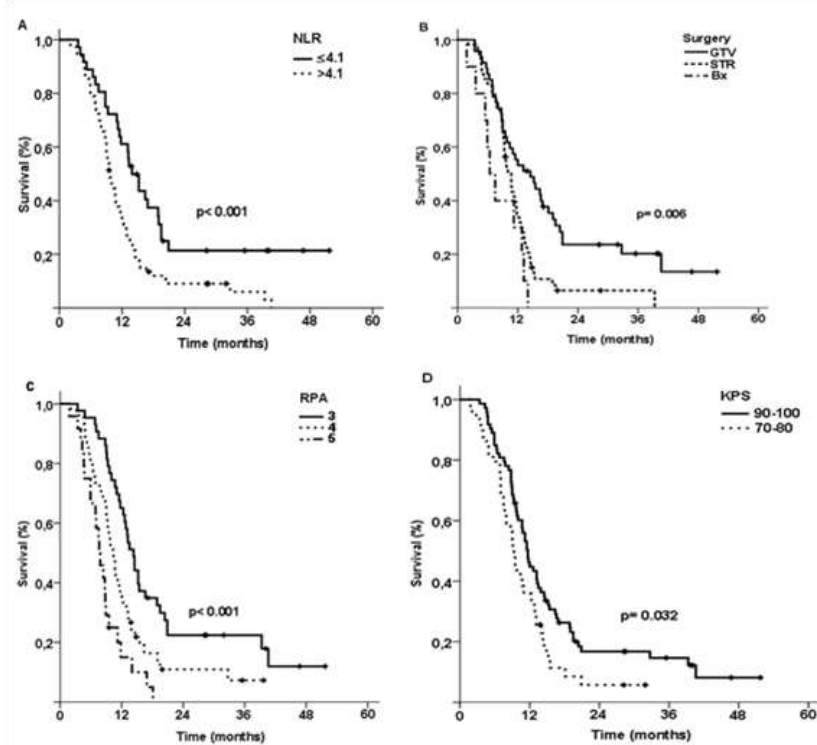 A
NLR
≤4.1
>4.1
1,0
0,8
0,6
0,4
0,2
Survival (%)
p< 0.001
0 12 24 36 48 60
Time (months)
B
Surgery
GTV
STR
Bx
1,0
0,8
0,6
0,4
0,2
Survival (%)
p= 0.006
0 12 24 36 48 60
Time (months)
C
RPA
3
4
5
1,0
0,8
0,6
0,4
0,2
Survival (%)
p< 0.001
0 12 24 36 48 60
Time (months)
D
KPS
90-100
70-80
1,0
0,8
0,6
0,4
0,2
Survival (%)
p= 0.032
0 12 24 36 48 60
Time (months)